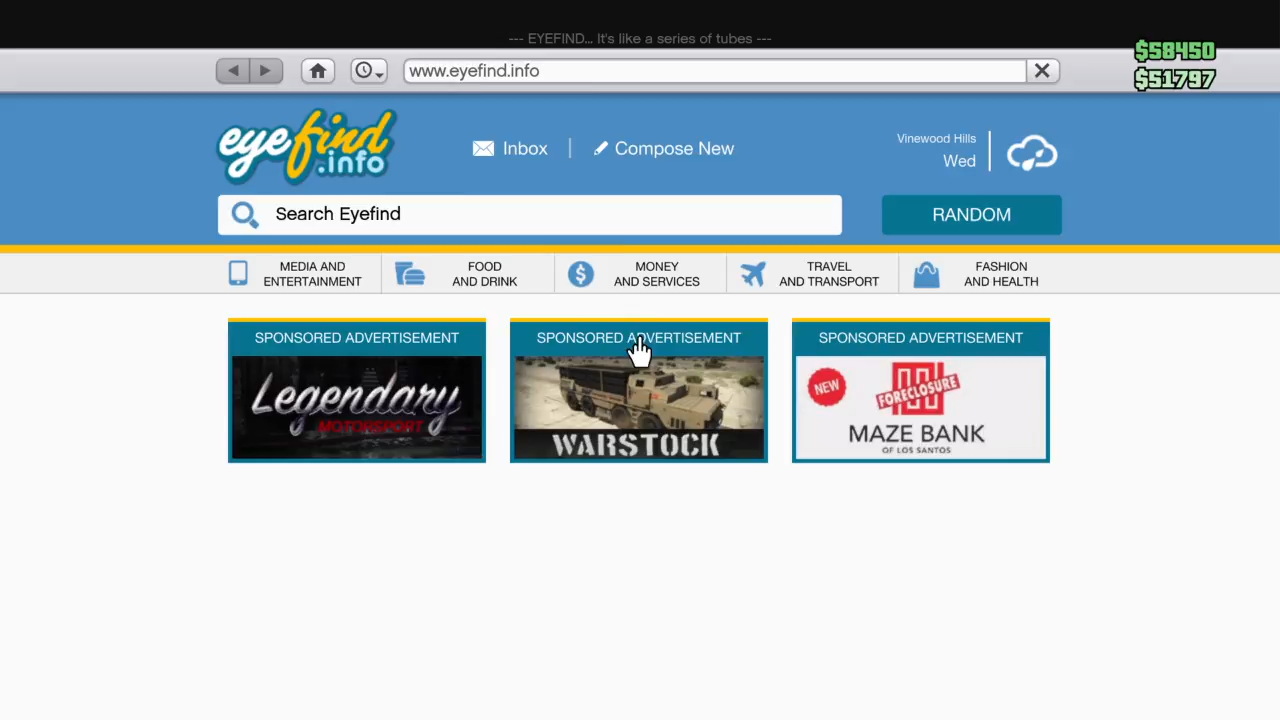 --- EYEFIND... It's like a series of tubes ---
www.eyefind.info
$58450
$51797
eyefind
.info
Inbox
Compose New
Vinewood Hills
Wed
Search Eyefind
RANDOM
MEDIA AND
ENTERTAINMENT
FOOD
AND DRINK
MONEY
AND SERVICES
TRAVEL
AND TRANSPORT
FASHION
AND HEALTH
SPONSORED ADVERTISEMENT
Legendary
MOTORSPORT
SPONSORED ADVERTISEMENT
WARSTOCK
SPONSORED ADVERTISEMENT
NEW
FORECLOSURE
MAZE BANK
OF LOS SANTOS